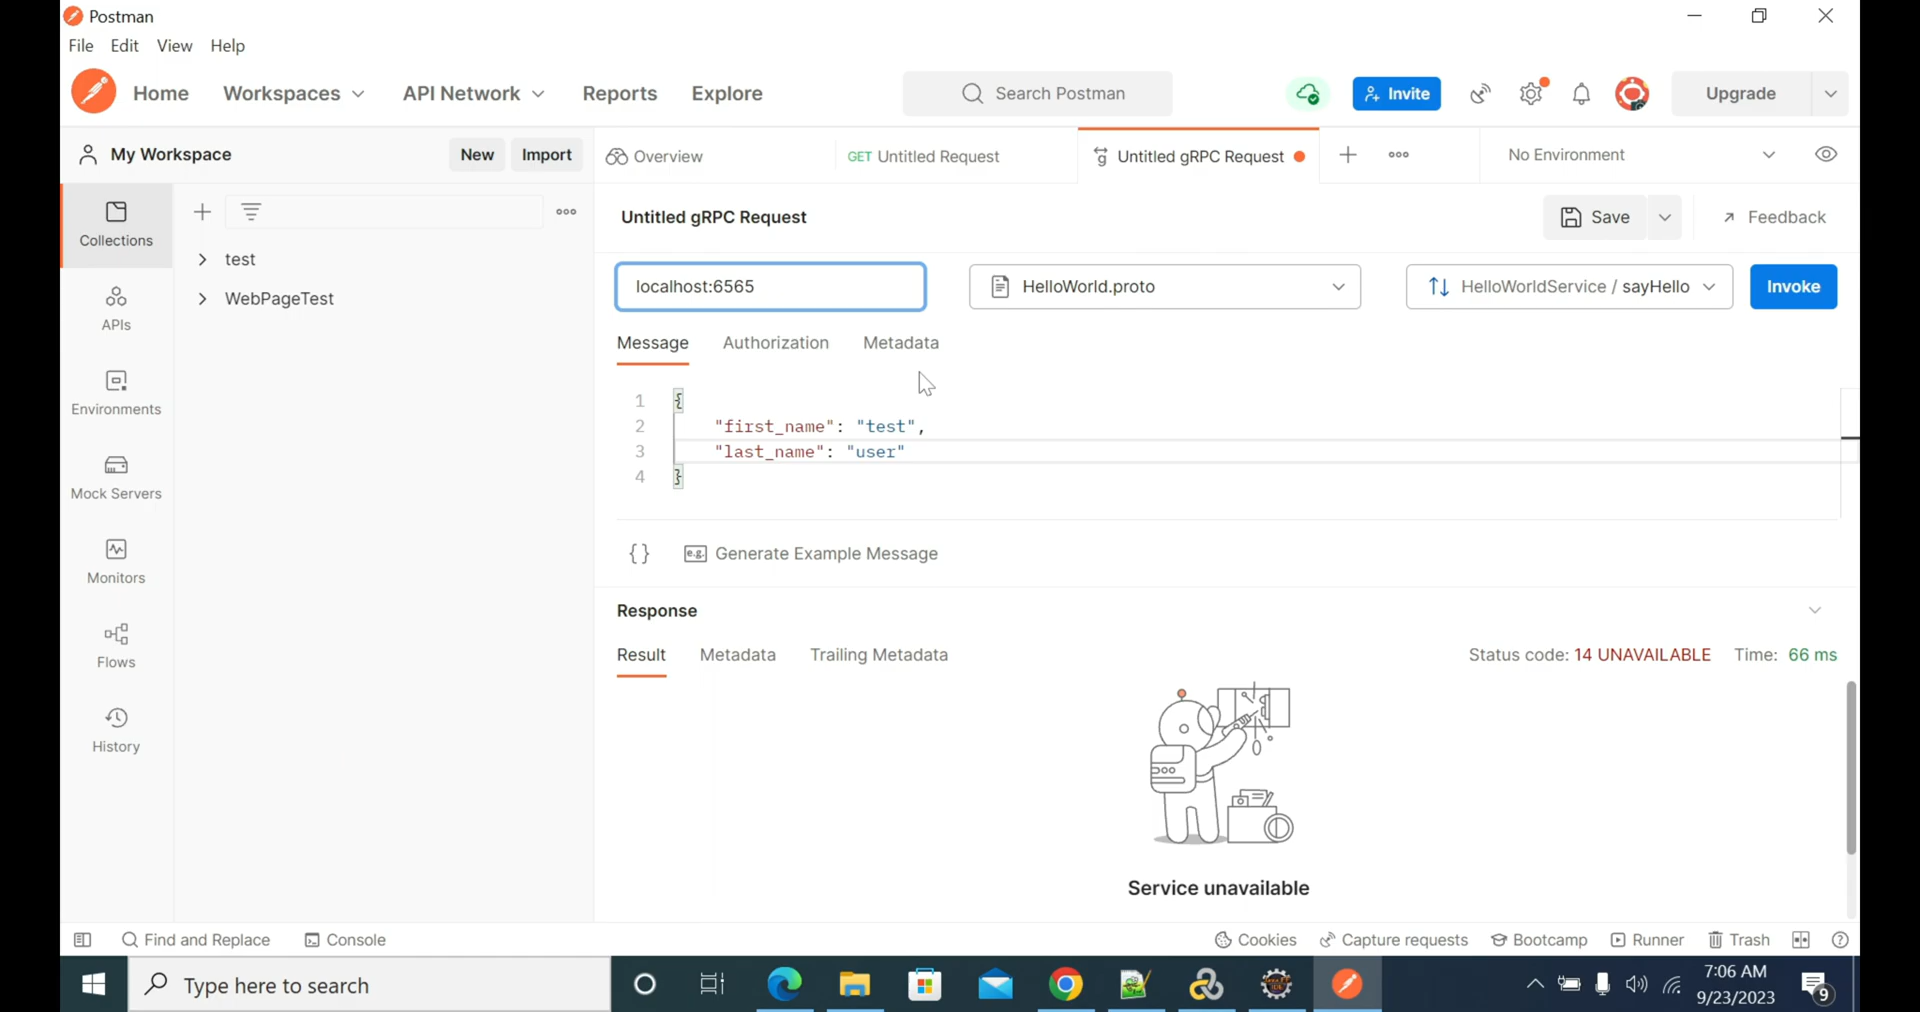 Postman
File Edit View Help
Home Workspaces API Network Reports Explore Search Postman Invite Upgrade
My Workspace New Import Overview GET Untitled Request Untitled gRPC Request No Environment
Collections
APIs
Environments
Mock Servers
Monitors
Flows
History
test
WebPageTest
Untitled gRPC Request Save Feedback
localhost:6565 HelloWorld.proto HelloWorldService / sayHello Invoke
Message Authorization Metadata
1 {
2 "first_name": "test",
3 "last_name": "user"
4 }
{} e.g. Generate Example Message
Response
Result Metadata Trailing Metadata Status code: 14 UNAVAILABLE Time: 66 ms
Service unavailable
Find and Replace Console Cookies Capture requests Bootcamp Runner Trash
Type here to search 7:06 AM
9/23/2023 9